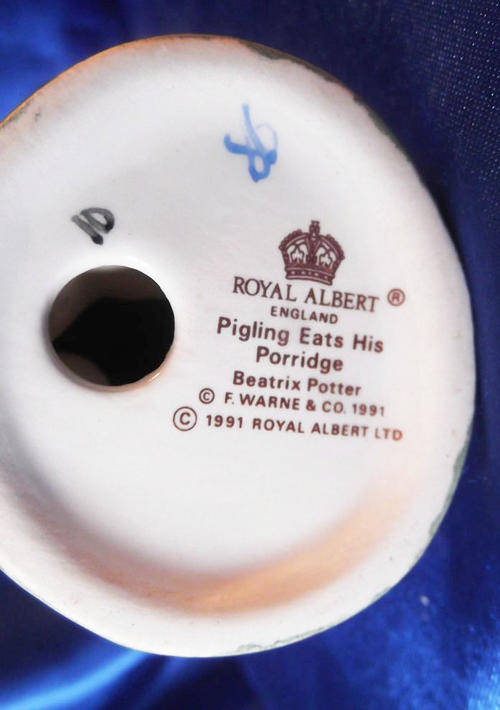 ROYAL ALBERT ®
ENGLAND
Pigling Eats His
Porridge
Beatrix Potter
© F. WARNE & CO. 1991
© 1991 ROYAL ALBERT LTD